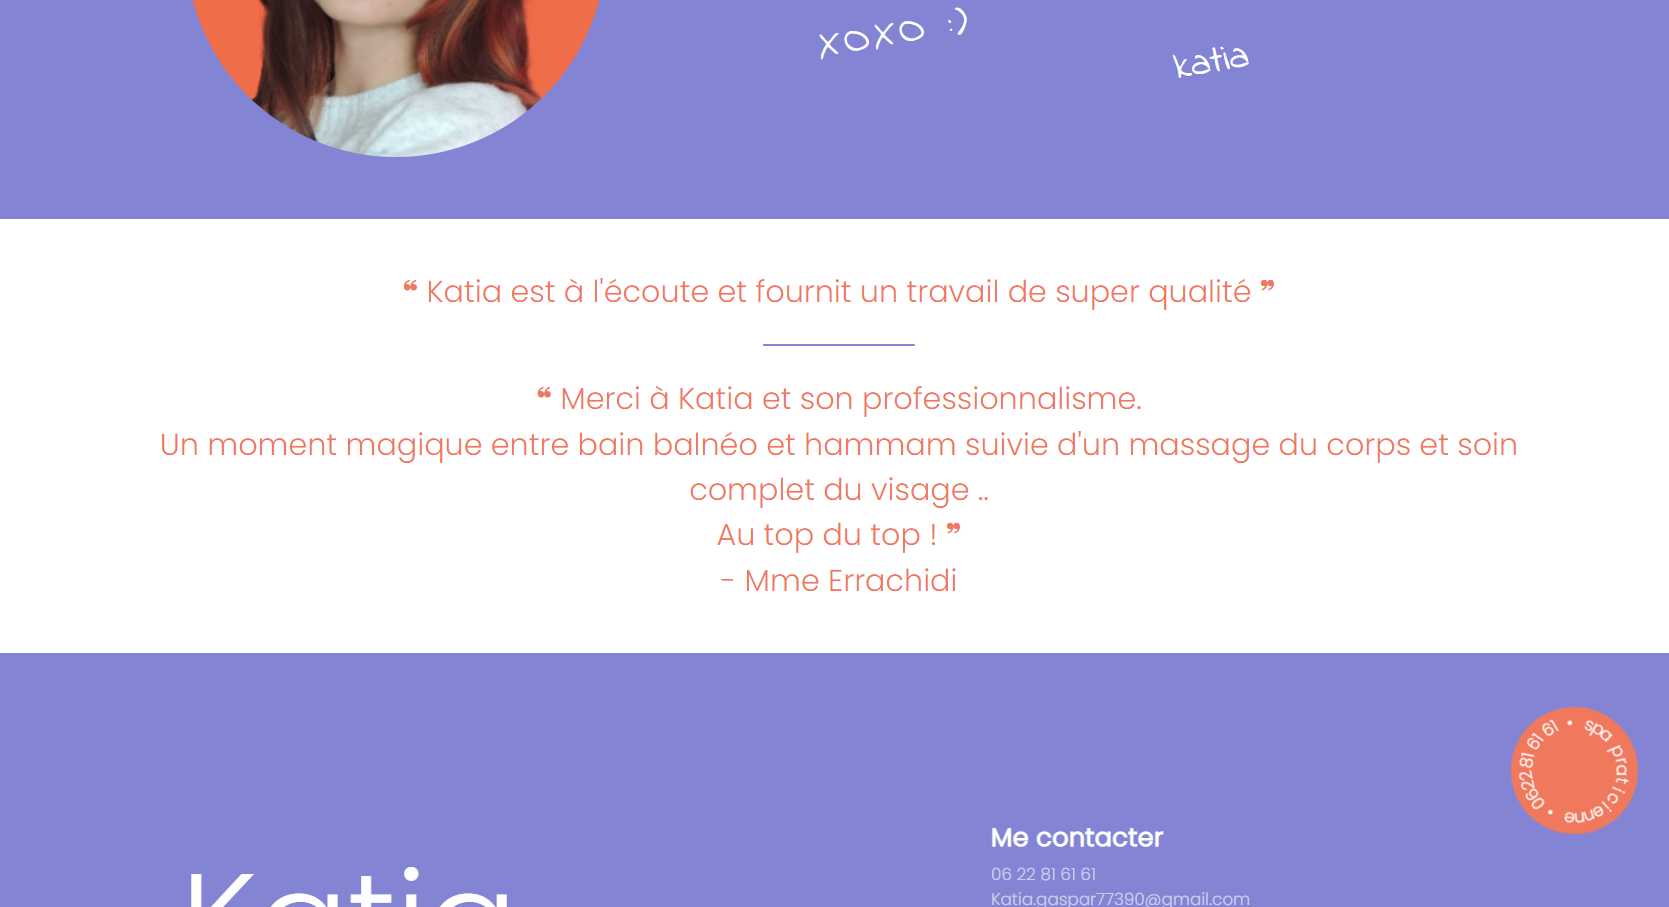 xoxo :)
katia
❝ Katia est à l'écoute et fournit un travail de super qualité ❞
❝ Merci à Katia et son professionnalisme.
Un moment magique entre bain balnéo et hammam suivie d'un massage du corps et soin
complet du visage ..
Au top du top ! ❞
- Mme Errachidi
spa praticienne • 06 22 81 61 61 •
Me contacter
06 22 81 61 61
Katia.gaspar77390@gmail.com
Katia